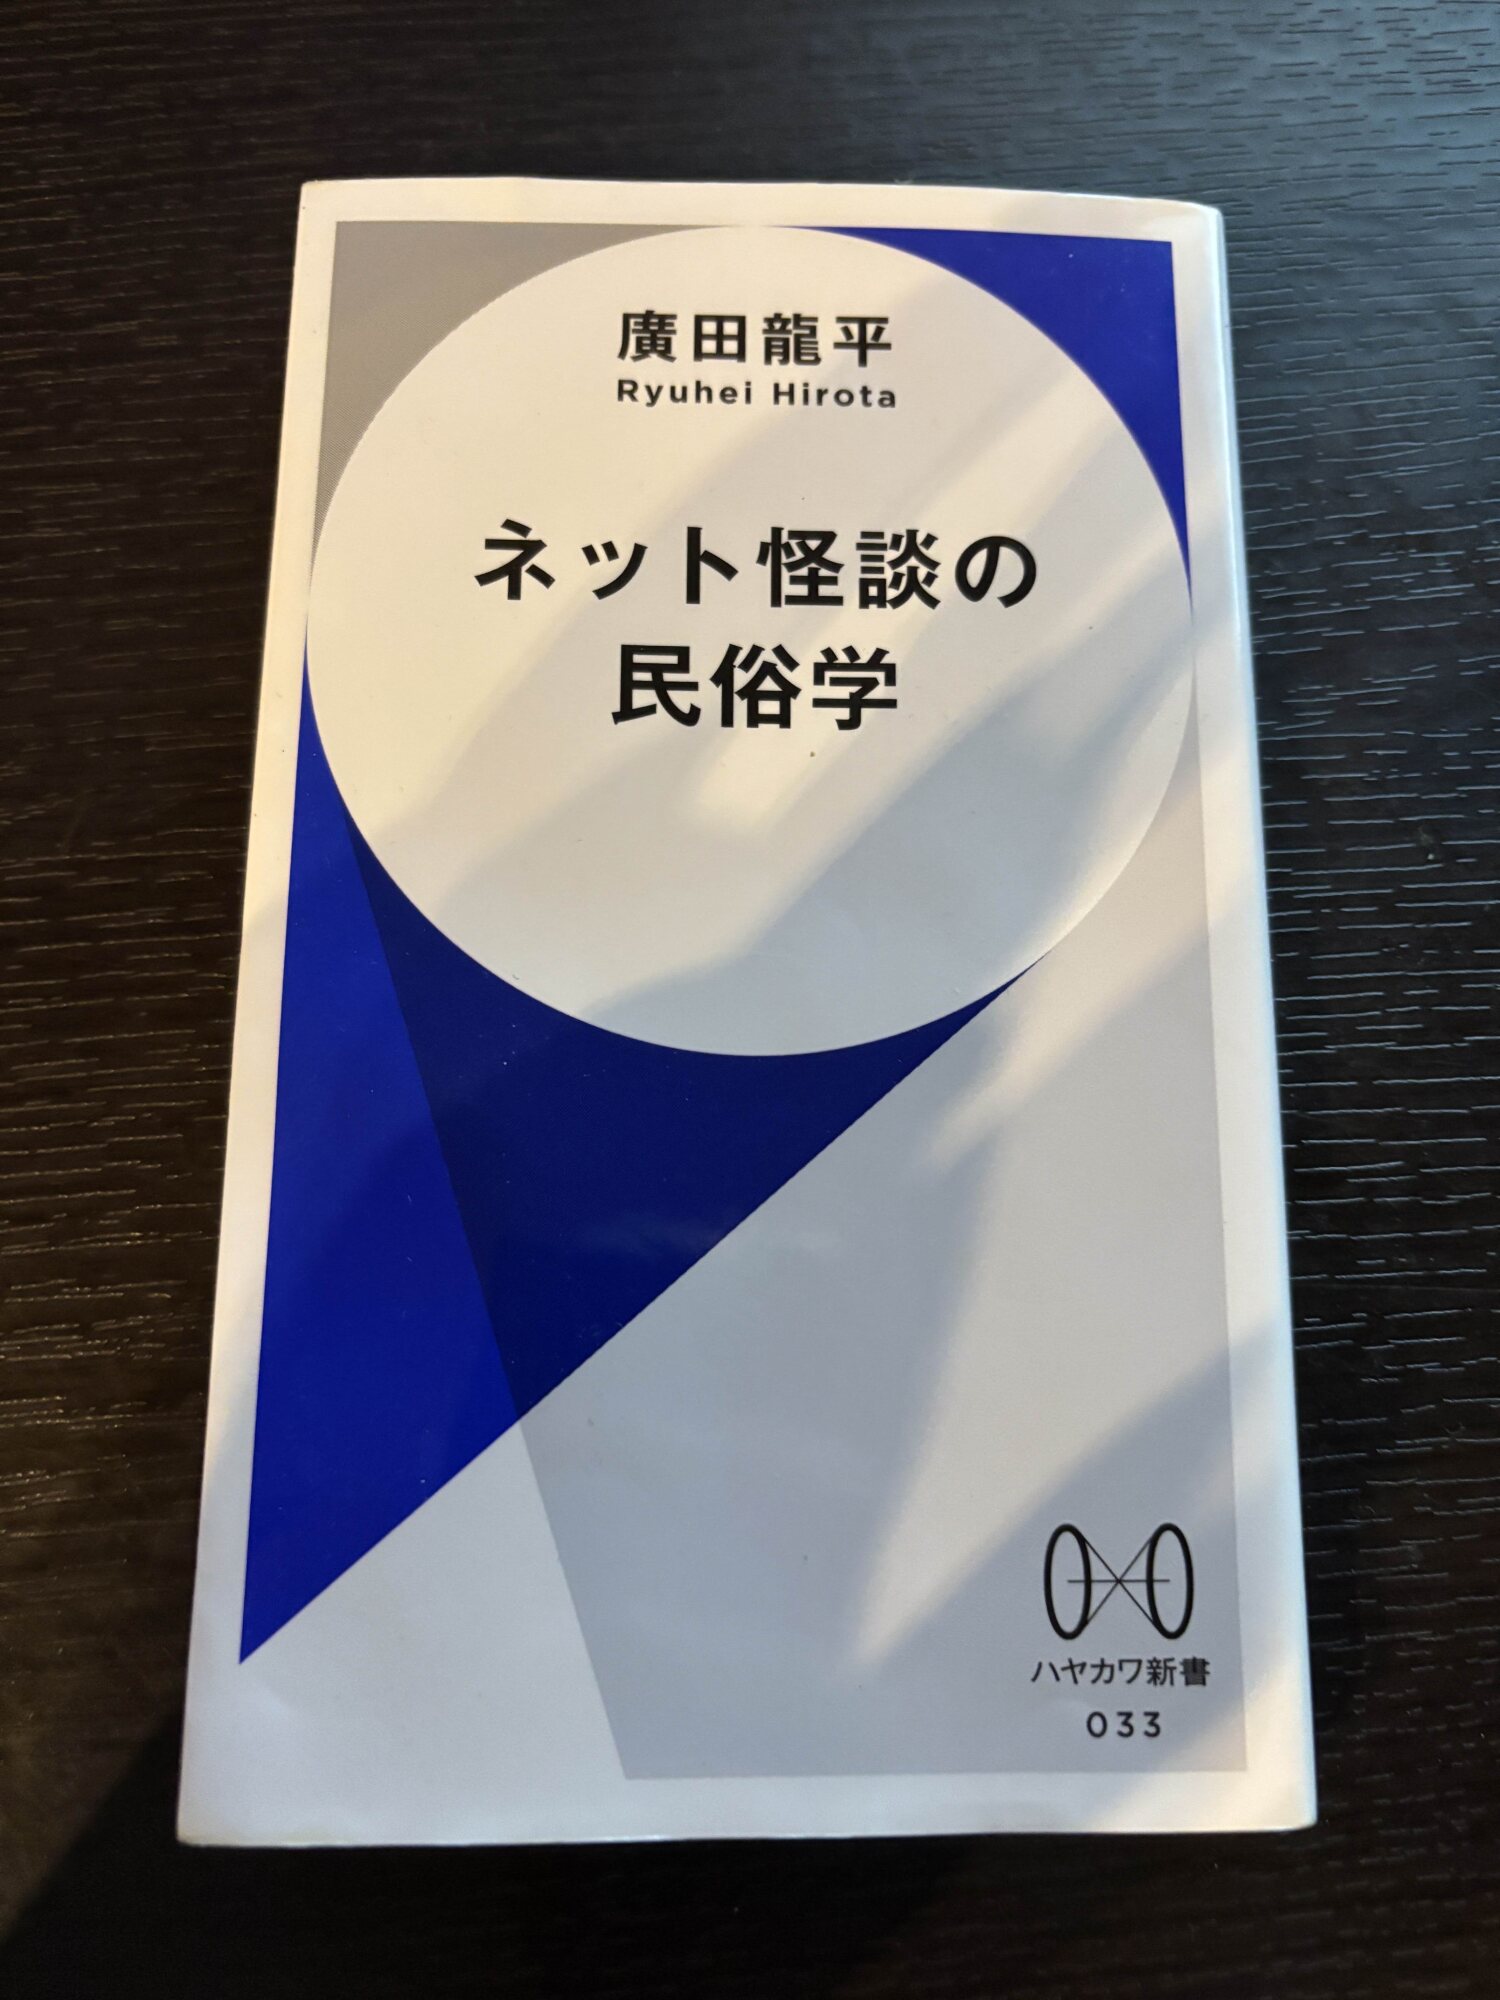 廣田龍平
Ryuhei Hirota
ネット怪談の
民俗学
ハヤカワ新書
033